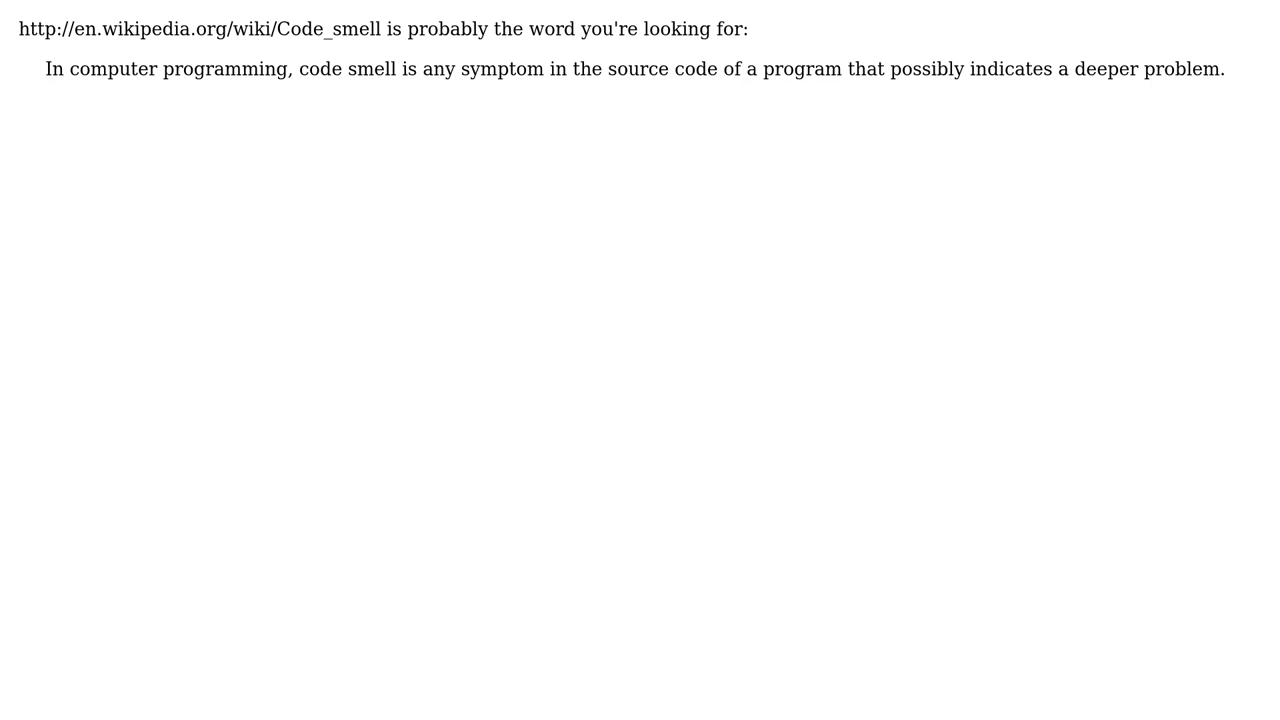 http://en.wikipedia.org/wiki/Code_smell is probably the word you're looking for:
In computer programming, code smell is any symptom in the source code of a program that possibly indicates a deeper problem.